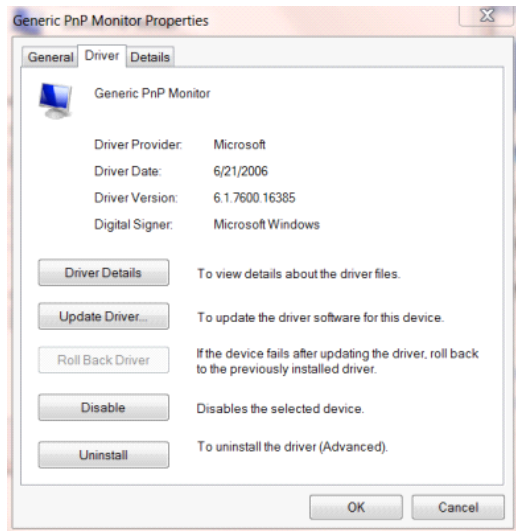 Generic PnP Monitor Properties
General Driver Details
Generic PnP Monitor
Driver Provider: Microsoft
Driver Date: 6/21/2006
Driver Version: 6.1.7600.16385
Digital Signer: Microsoft Windows
Driver Details To view details about the driver files.
Update Driver... To update the driver software for this device.
Roll Back Driver If the device fails after updating the driver, roll back
to the previously installed driver.
Disable Disables the selected device.
Uninstall To uninstall the driver (Advanced).
OK Cancel